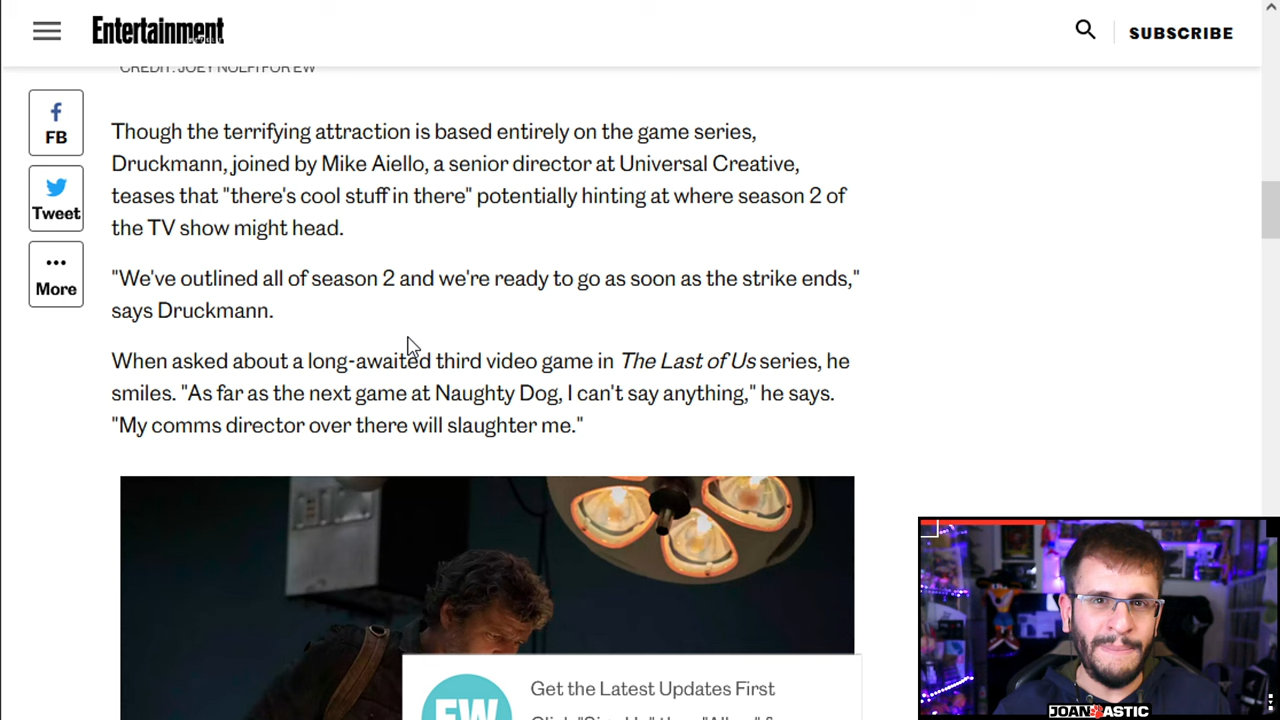 Entertainment
SUBSCRIBE
CREDIT: JOEY NOLFI FOR EW
FB
Tweet
More
Though the terrifying attraction is based entirely on the game series,
Druckmann, joined by Mike Aiello, a senior director at Universal Creative,
teases that "there's cool stuff in there" potentially hinting at where season 2 of
the TV show might head.
"We've outlined all of season 2 and we're ready to go as soon as the strike ends,"
says Druckmann.
When asked about a long-awaited third video game in The Last of Us series, he
smiles. "As far as the next game at Naughty Dog, I can't say anything," he says.
"My comms director over there will slaughter me."
EW
Get the Latest Updates First
JOANTASTIC